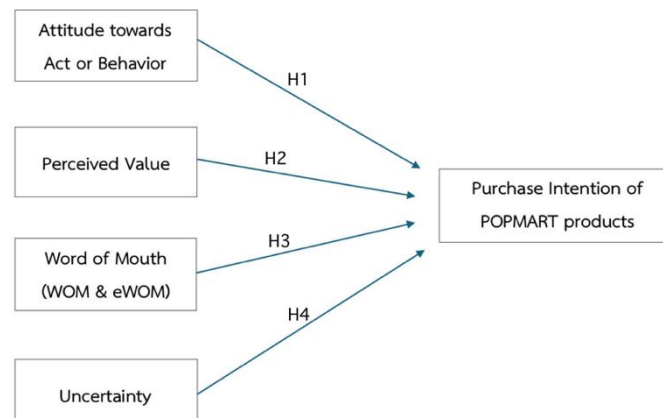 Attitude towards
Act or Behavior
H1
Perceived Value
H2
Purchase Intention of
POPMART products
Word of Mouth
(WOM & eWOM)
H3
H4
Uncertainty